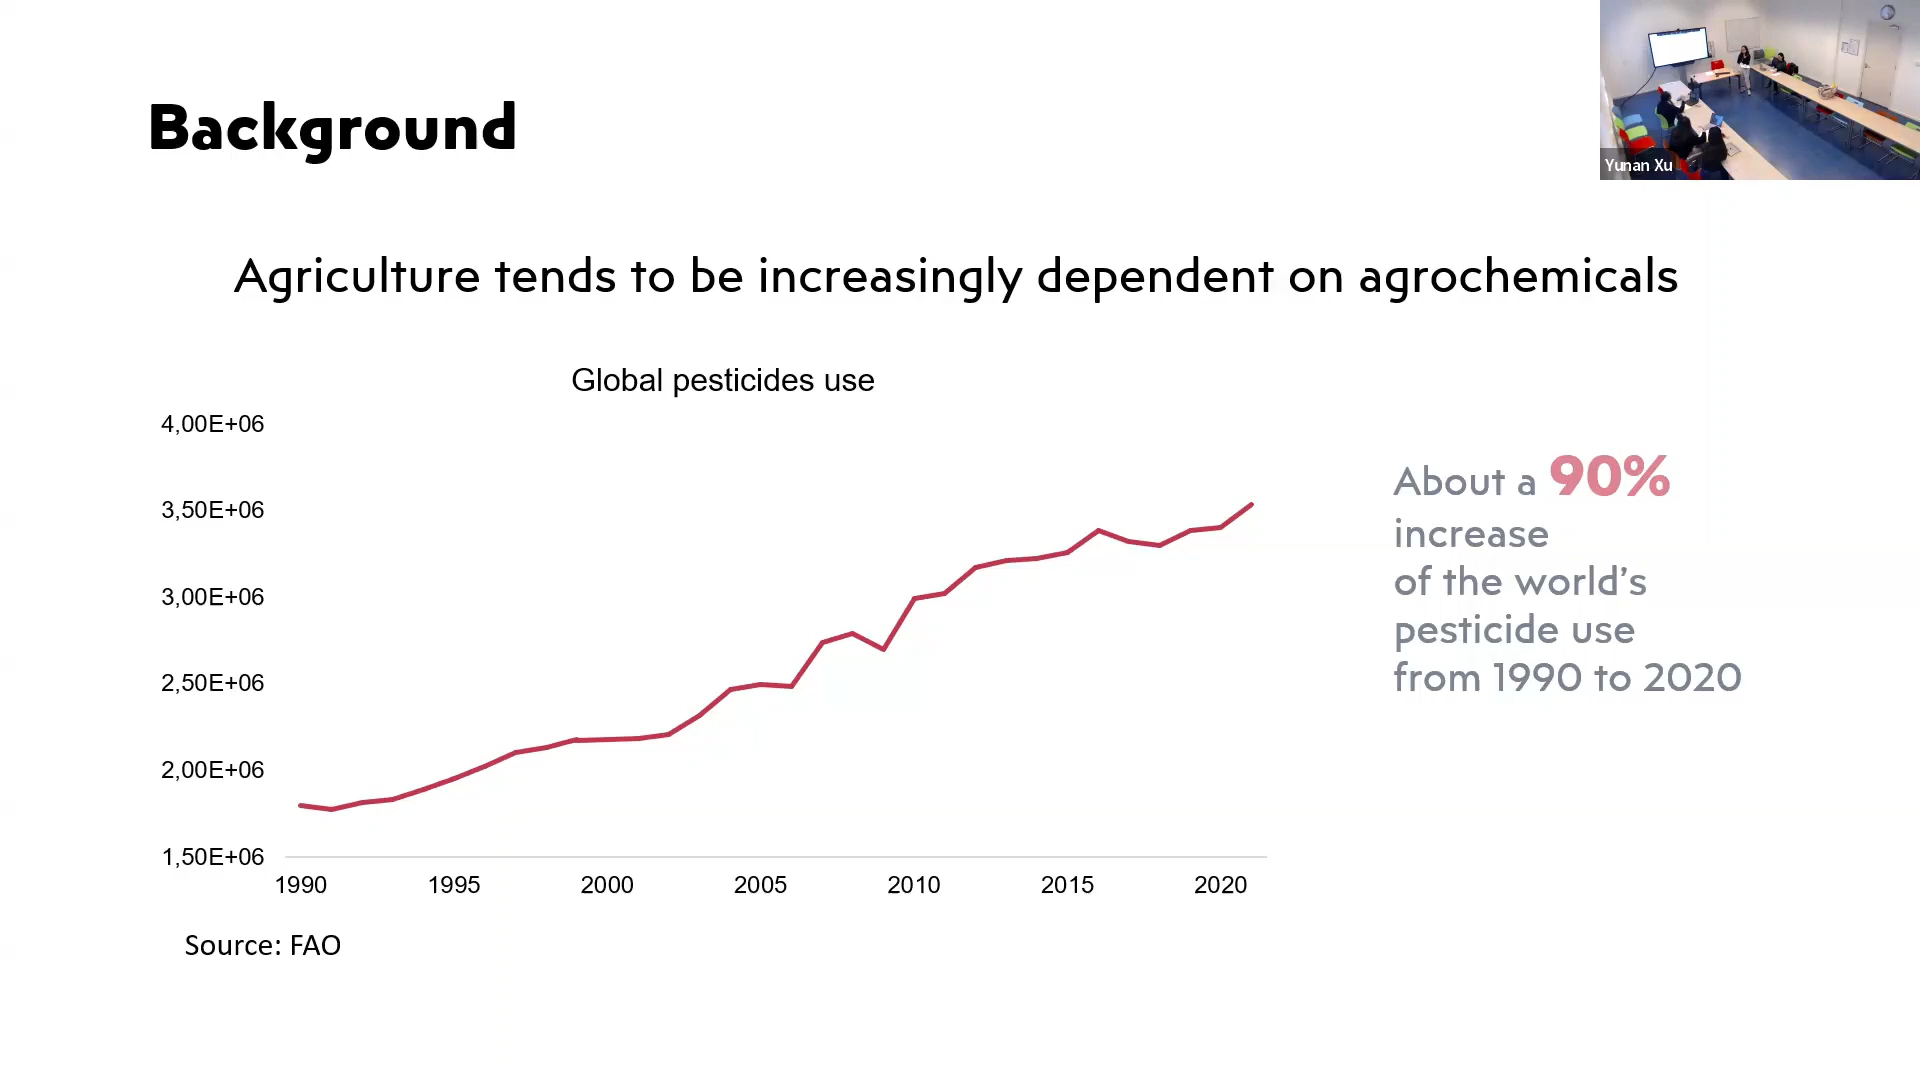 Background
Yunan Xu
Agriculture tends to be increasingly dependent on agrochemicals
Global pesticides use
4,00E+06
3,50E+06
3,00E+06
2,50E+06
2,00E+06
1,50E+06
1990 1995 2000 2005 2010 2015 2020
About a 90%
increase
of the world’s
pesticide use
from 1990 to 2020
Source: FAO